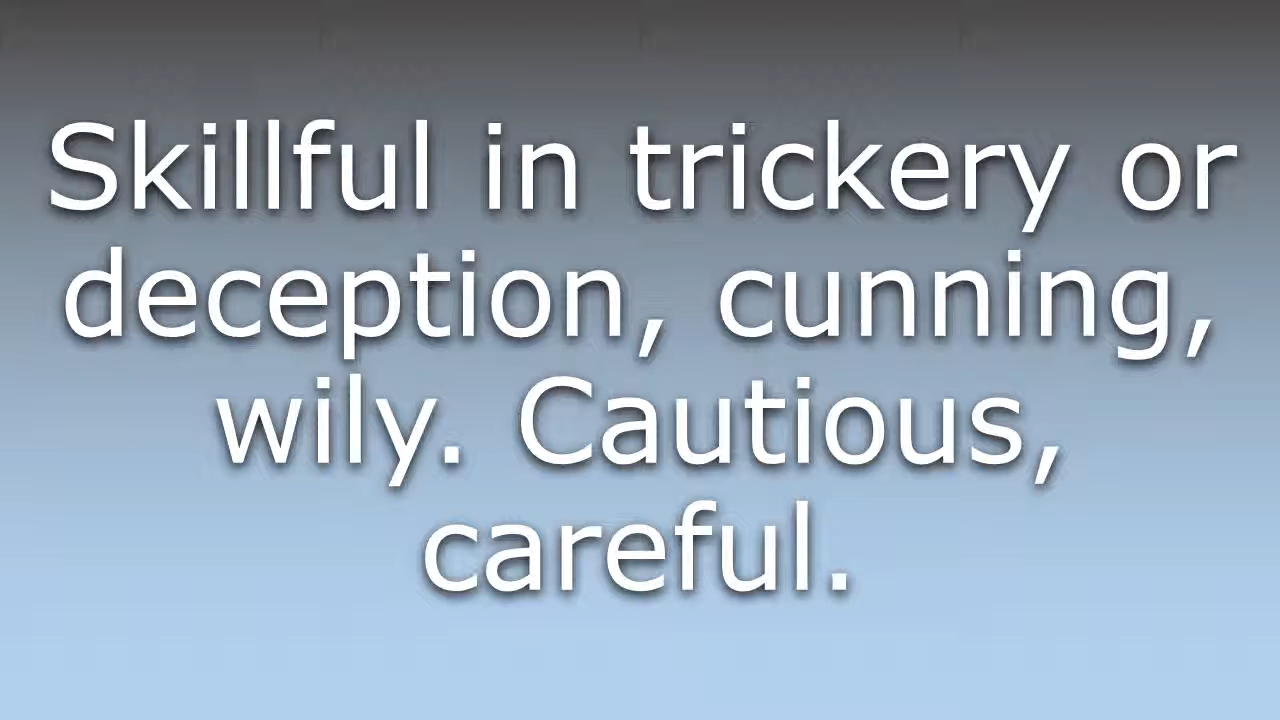 Skillful in trickery or
deception, cunning,
wily. Cautious,
careful.